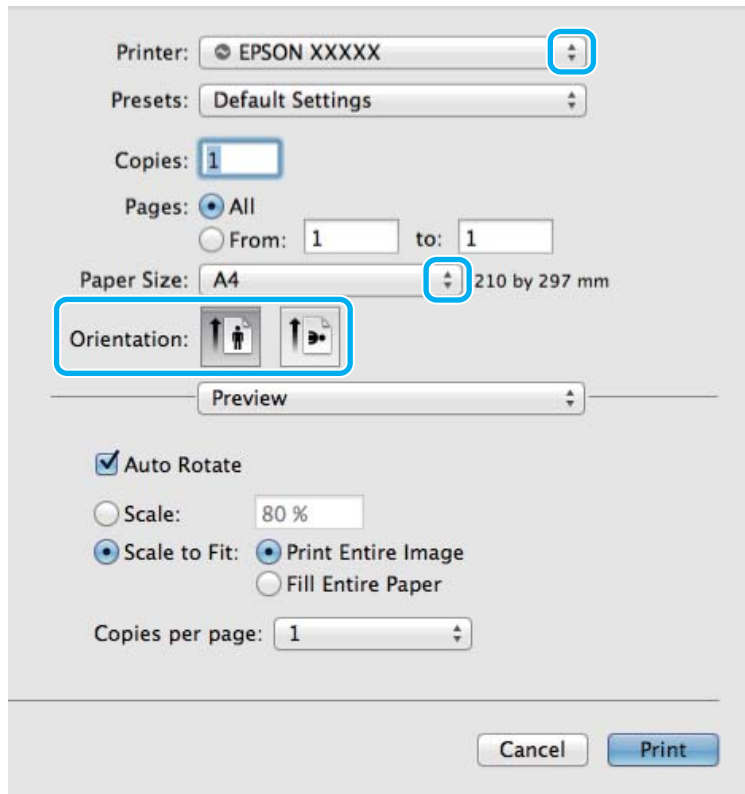 Printer: EPSON XXXXX
Presets: Default Settings
Copies: 1
Pages: All
From: 1 to: 1
Paper Size: A4 210 by 297 mm
Orientation:
Preview
Auto Rotate
Scale: 80 %
Scale to Fit: Print Entire Image
Fill Entire Paper
Copies per page: 1
Cancel Print